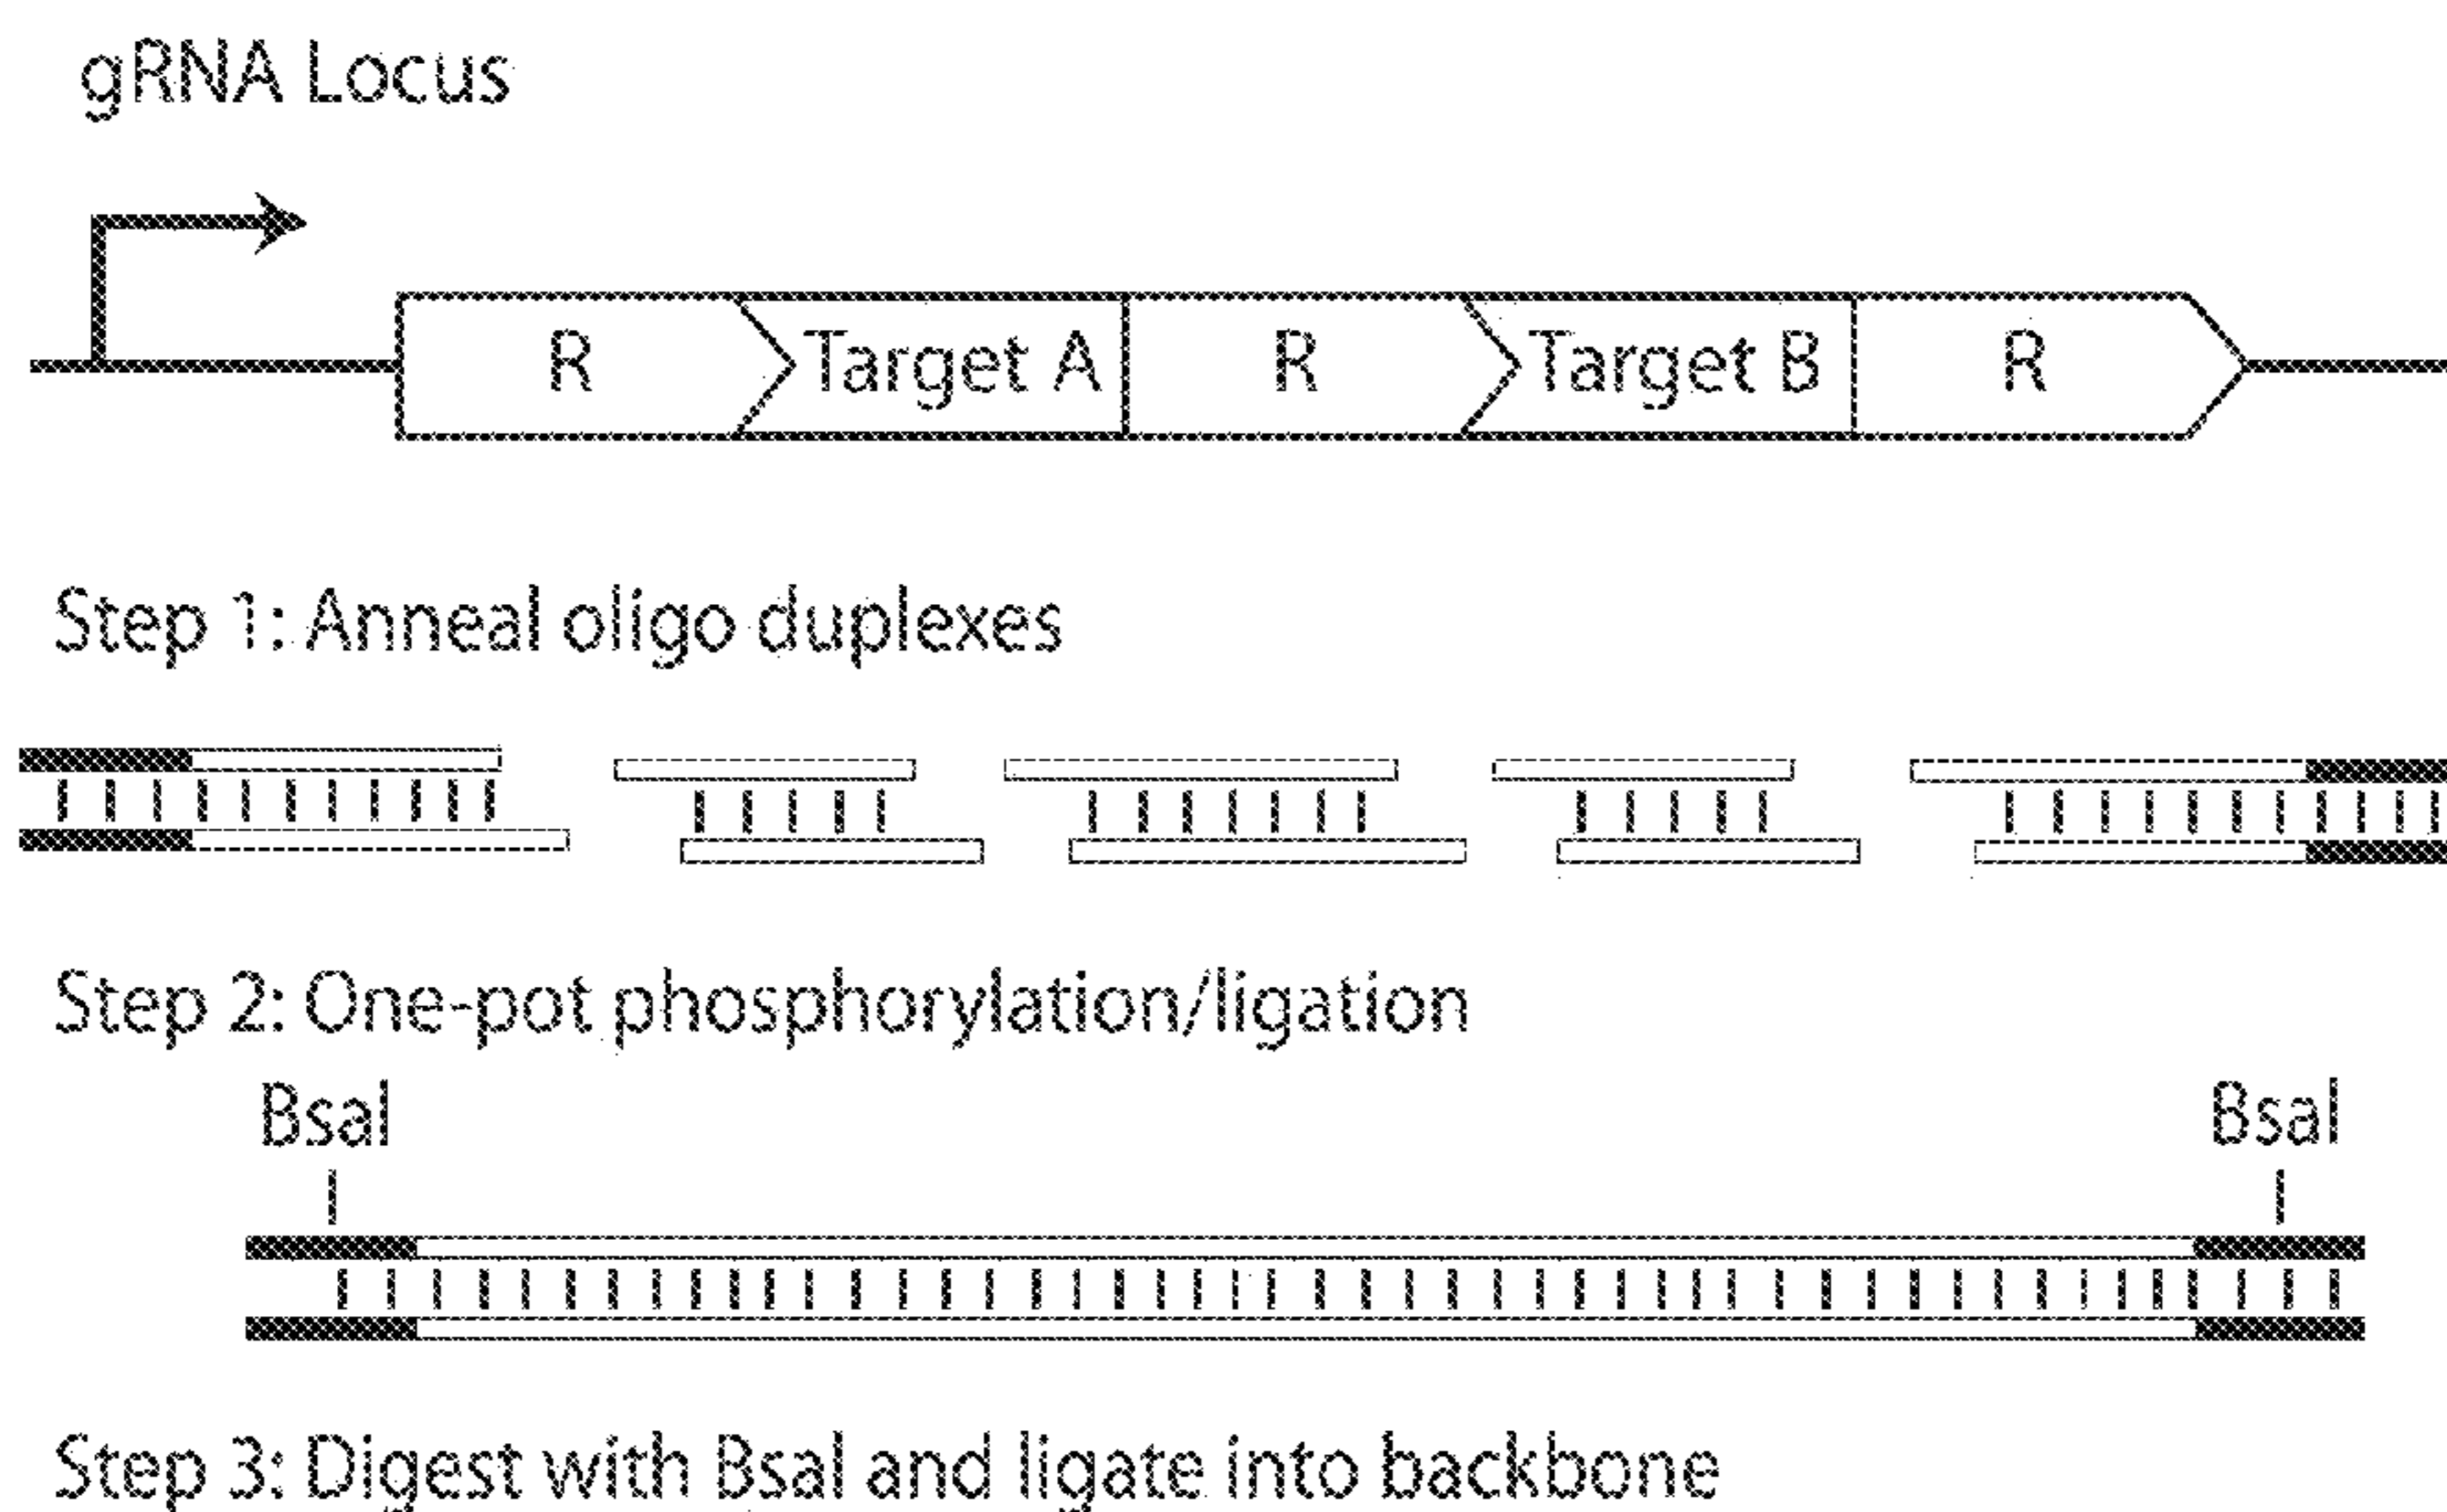 gRNA Locus
R Target A R Target B R
Step 1: Anneal oligo duplexes
Step 2: One-pot phosphorylation/ligation
BsaI BsaI
Step 3: Digest with BsaI and ligate into backbone